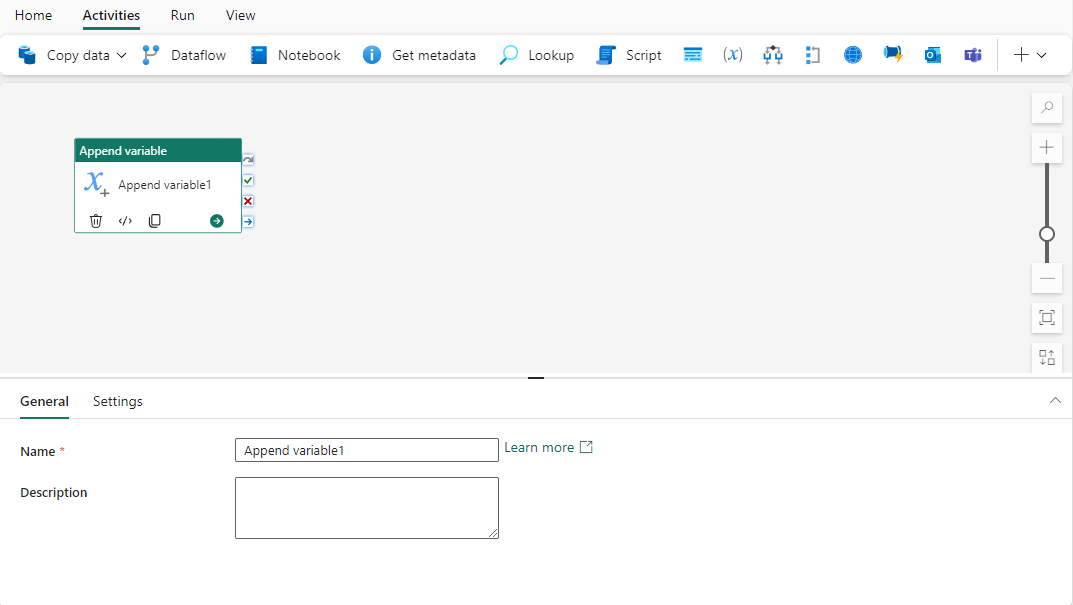 Home Activities Run View
Copy data Dataflow Notebook Get metadata Lookup Script (x)
Append variable
Append variable1
General Settings
Name * Append variable1 Learn more
Description